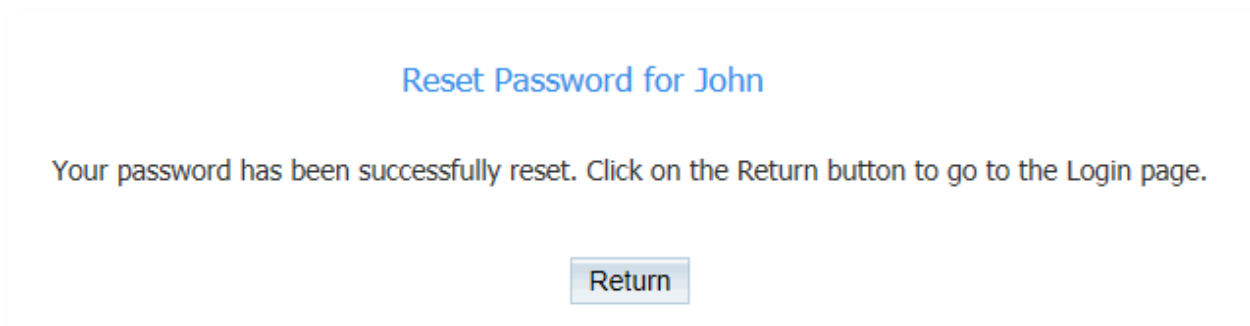 Reset Password for John
Your password has been successfully reset. Click on the Return button to go to the Login page.
Return